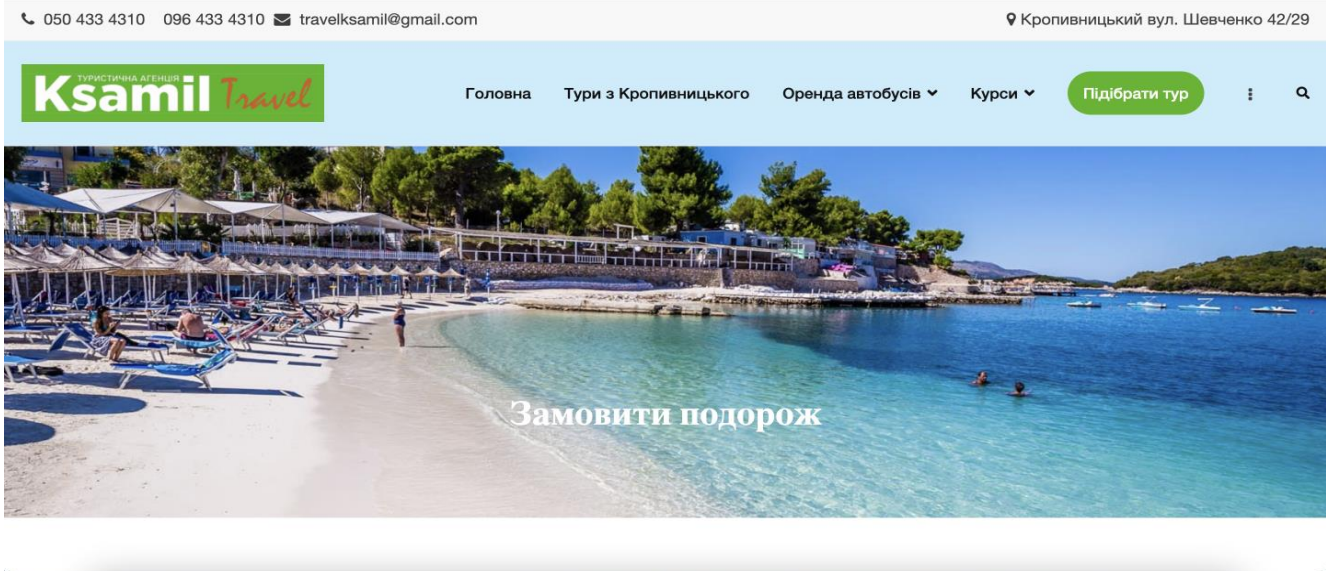 050 433 4310 096 433 4310 travelksamil@gmail.com Кропивницький вул. Шевченко 42/29
ТУРИСТИЧНА АГЕНЦІЯ
Ksamil Travel
Головна Тури з Кропивницького Оренда автобусів Курси Підібрати тур
Замовити подорож